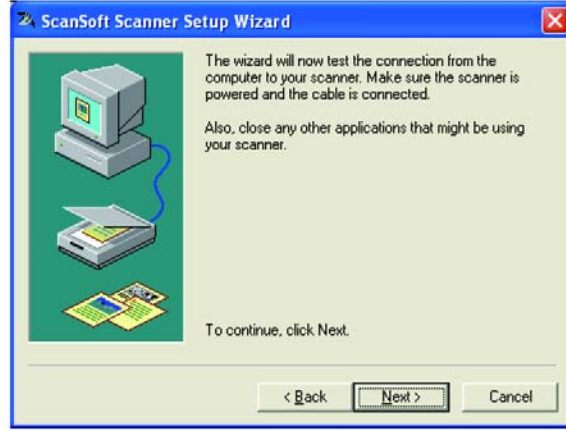 ScanSoft Scanner Setup Wizard
The wizard will now test the connection from the
computer to your scanner. Make sure the scanner is
powered and the cable is connected.
Also, close any other applications that might be using
your scanner.
To continue, click Next.
< Back Next > Cancel